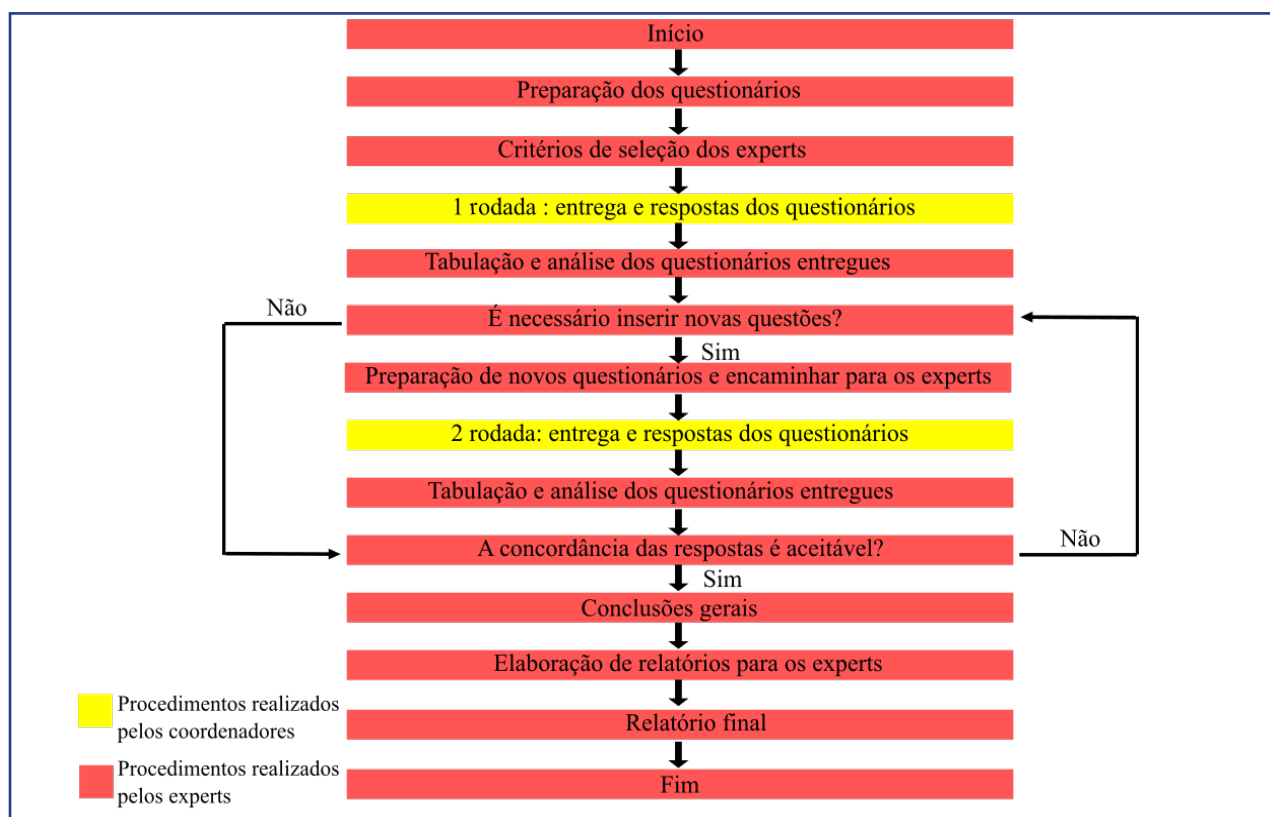 Início
Preparação dos questionários
Critérios de seleção dos experts
1 rodada : entrega e respostas dos questionários
Tabulação e análise dos questionários entregues
Não
É necessário inserir novas questões?
Sim
Preparação de novos questionários e encaminhar para os experts
2 rodada: entrega e respostas dos questionários
Tabulação e análise dos questionários entregues
A concordância das respostas é aceitável?
Não
Sim
Conclusões gerais
Elaboração de relatórios para os experts
Relatório final
Fim
Procedimentos realizados
pelos coordenadores
Procedimentos realizados
pelos experts